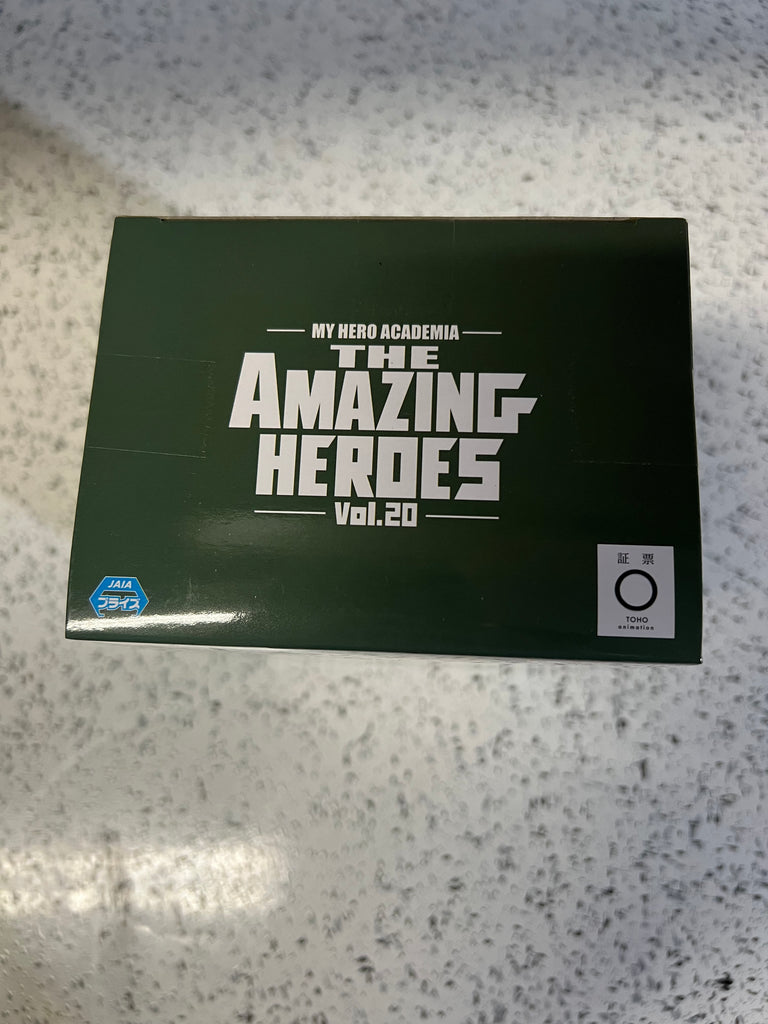 MY HERO ACADEMIA
THE
AMAZING
HEROES
Vol.20
JAIA
プライズ
証票
TOHO
animation